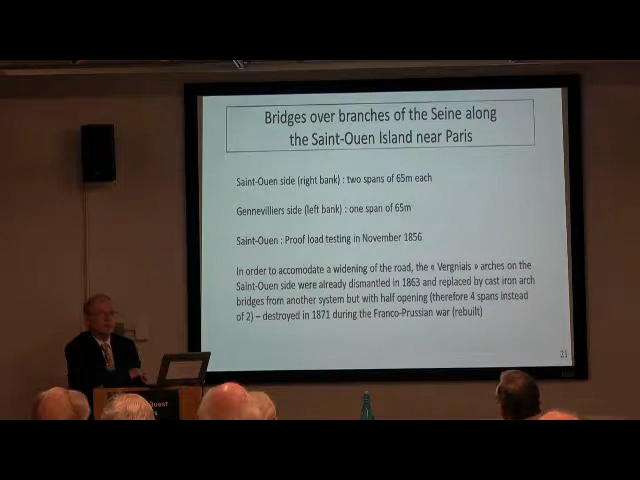 Bridges over branches of the Seine along
the Saint-Ouen Island near Paris
Saint-Ouen side (right bank) : two spans of 65m each
Gennevilliers side (left bank) : one span of 65m
Saint-Ouen : Proof load testing in November 1856
In order to accomodate a widening of the road, the « Vergniais » arches on the
Saint-Ouen side were already dismantled in 1863 and replaced by cast iron arch
bridges from another system but with half opening (therefore 4 spans instead
of 2) – destroyed in 1871 during the Franco-Prussian war (rebuilt)
21